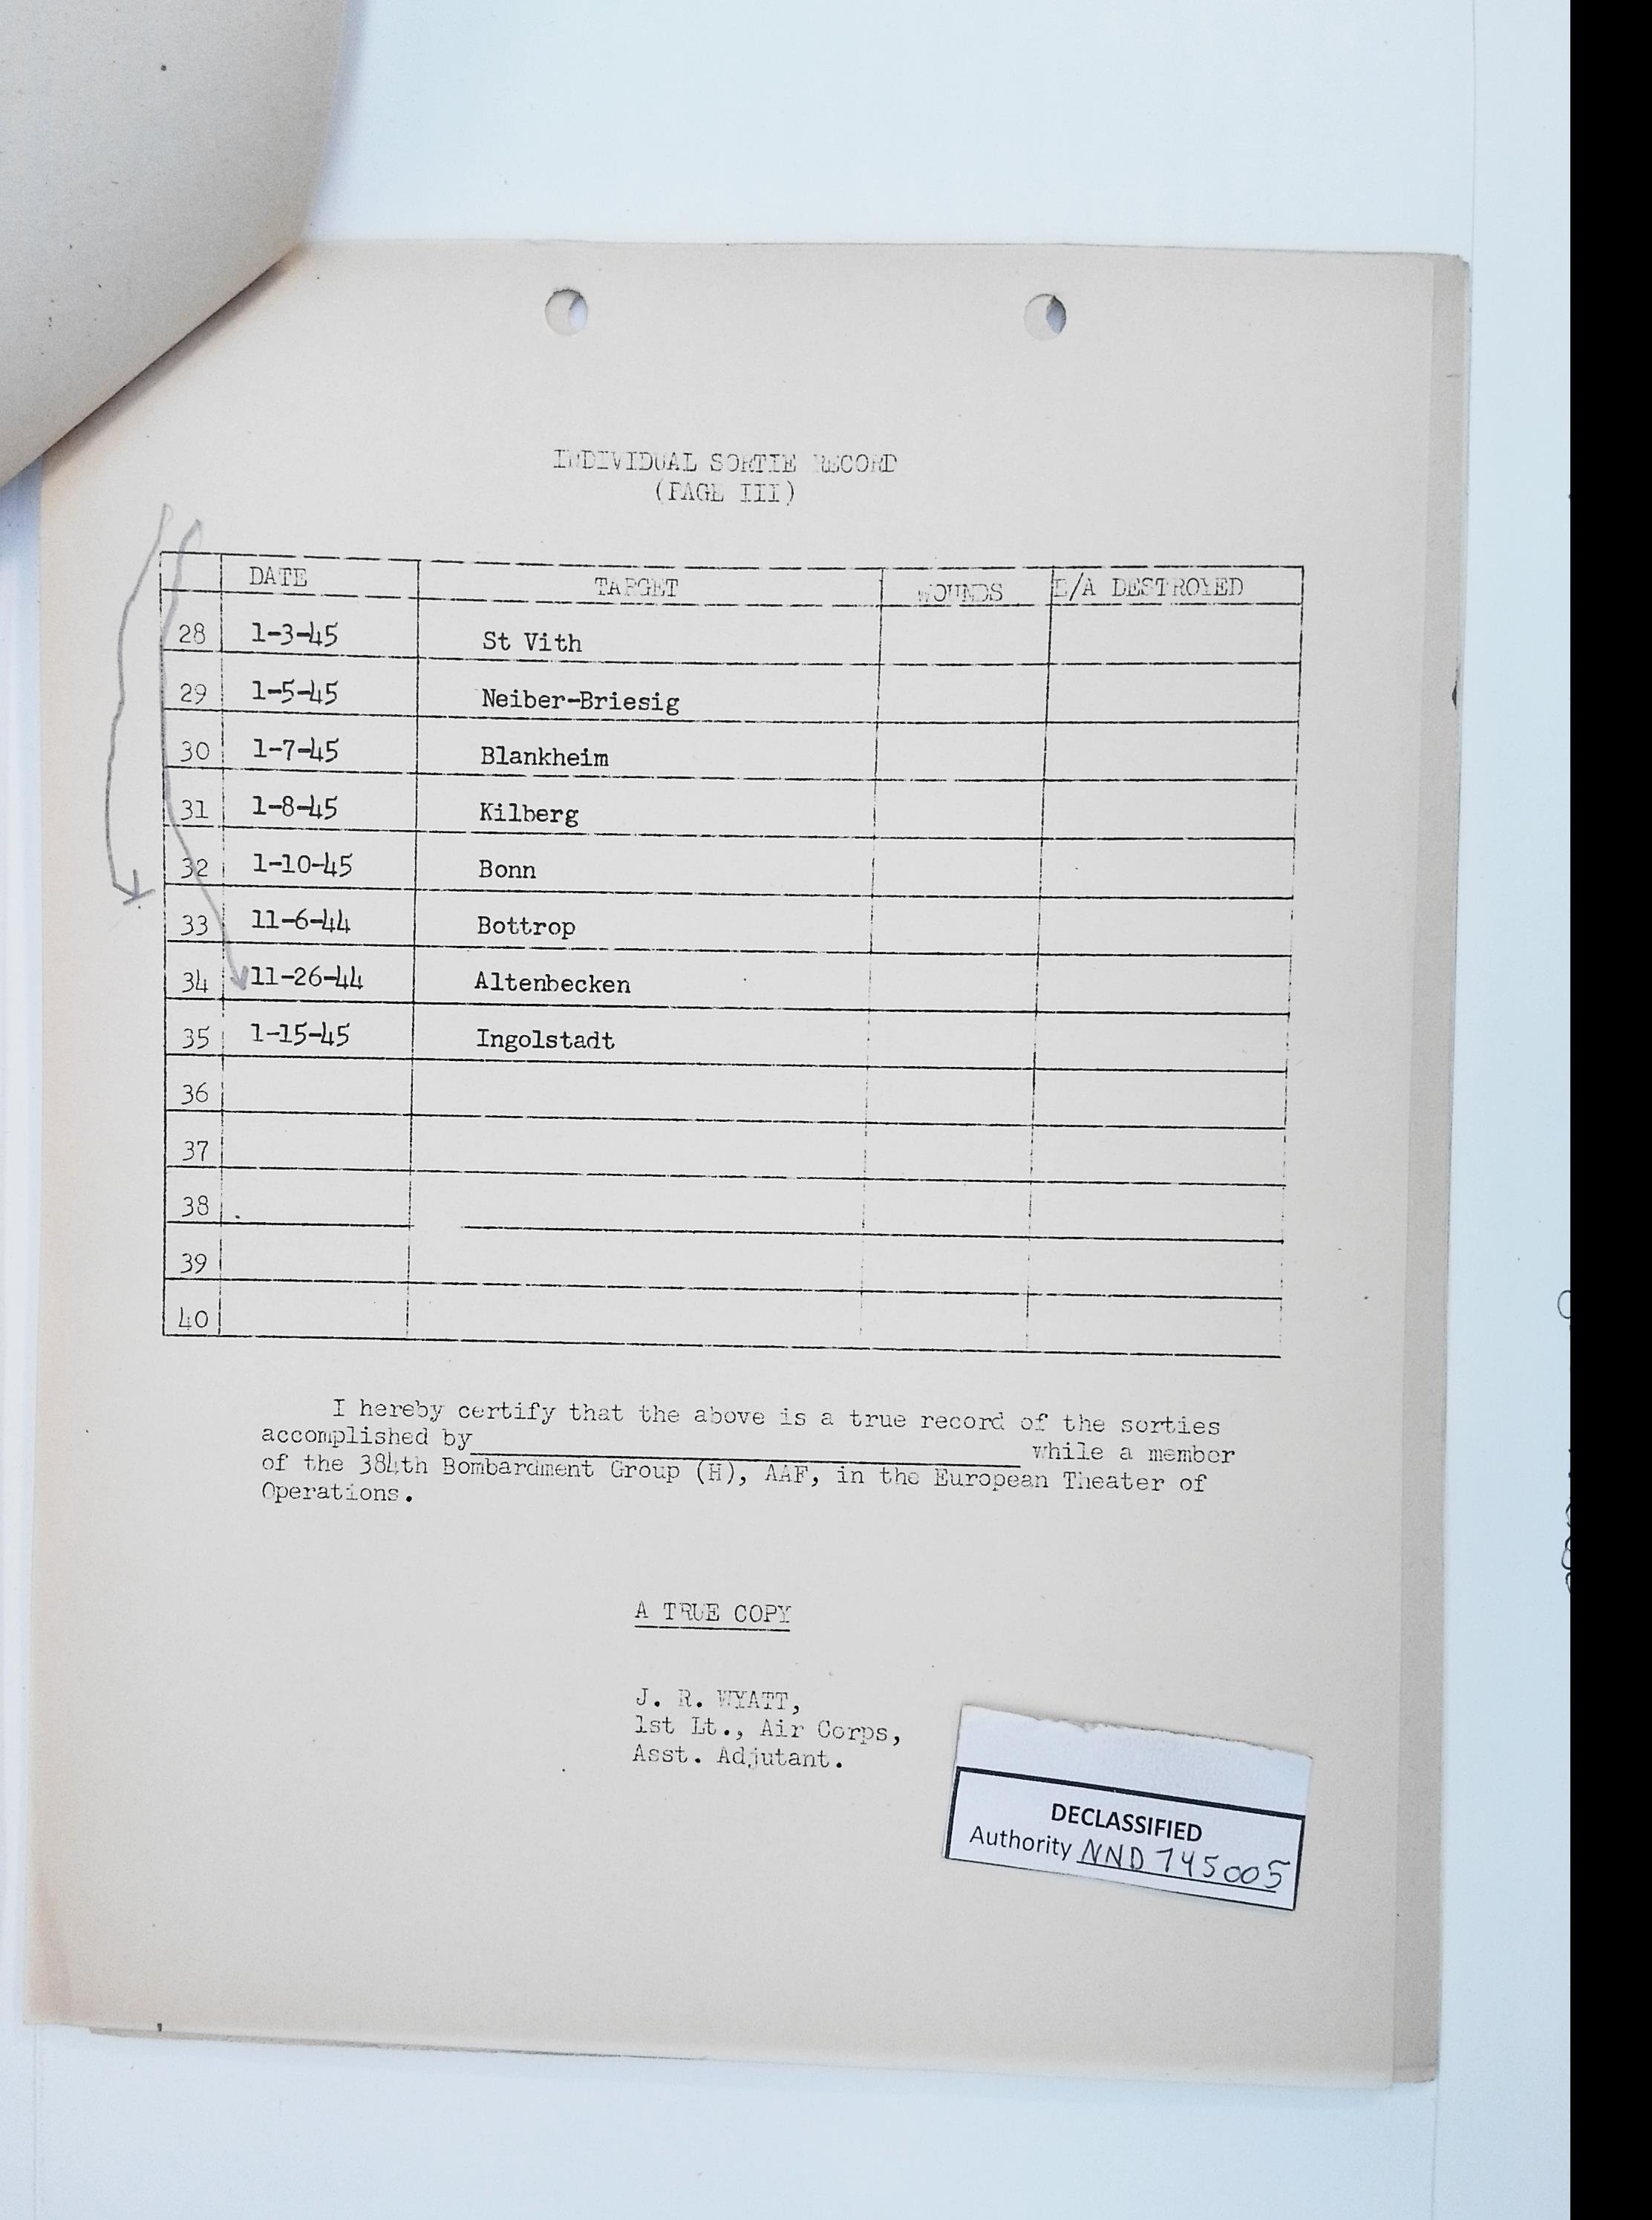 INDIVIDUAL SORTIE RECORD
(PAGE III)
DATE TARGET WOUNDS E/A DESTROYED
28 1-3-45 St Vith
29 1-5-45 Neiber-Briesig
30 1-7-45 Blankheim
31 1-8-45 Kilberg
32 1-10-45 Bonn
33 11-6-44 Bottrop
34 11-26-44 Altenbecken
35 1-15-45 Ingolstadt
36
37
38
39
40
I hereby certify that the above is a true record of the sorties
accomplished by while a member
of the 384th Bombardment Group (H), AAF, in the European Theater of
Operations.
A TRUE COPY
J. R. WYATT,
1st Lt., Air Corps,
Asst. Adjutant.
DECLASSIFIED
Authority NND 745005